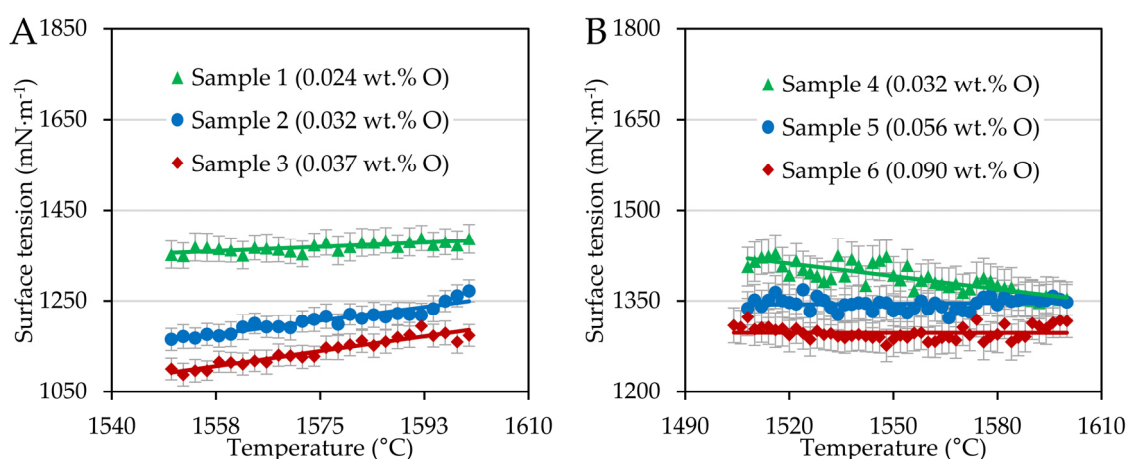 A
Surface tension (mN·m-1)
1850
1650
1450
1250
1050
Sample 1 (0.024 wt.% O)
Sample 2 (0.032 wt.% O)
Sample 3 (0.037 wt.% O)
1540
1558
1575
1593
1610
Temperature (°C)
B
Surface tension (mN·m-1)
1800
1650
1500
1350
1200
Sample 4 (0.032 wt.% O)
Sample 5 (0.056 wt.% O)
Sample 6 (0.090 wt.% O)
1490
1520
1550
1580
1610
Temperature (°C)